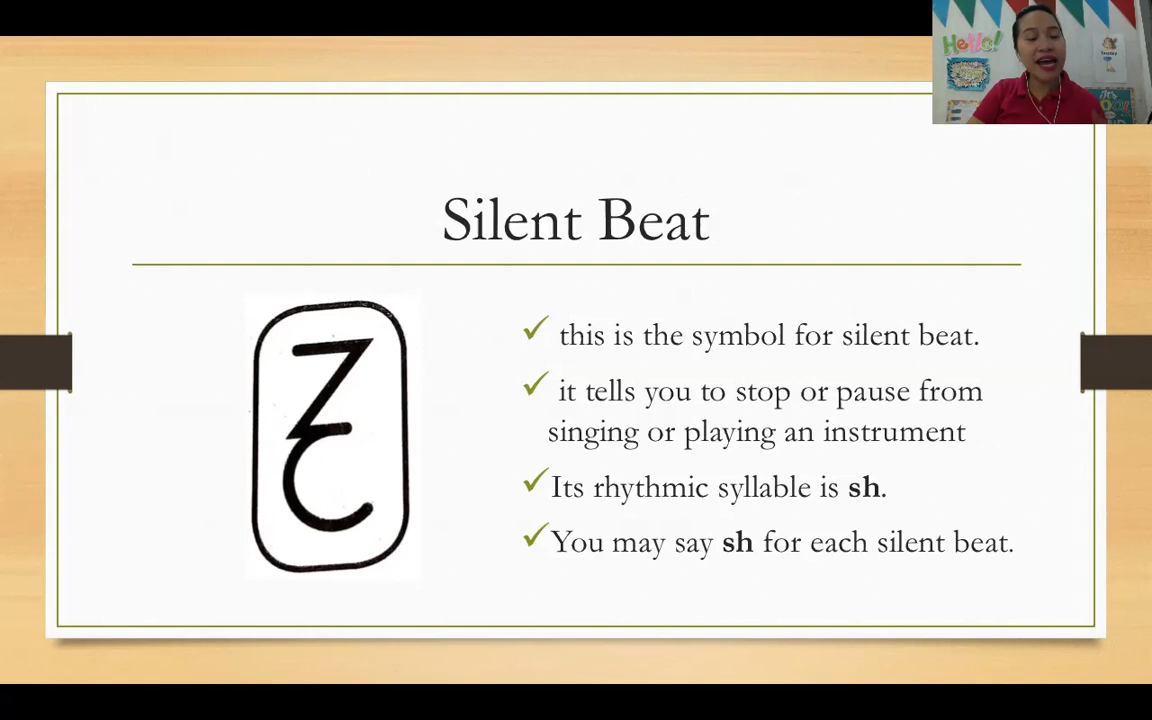 Hello!
Silent Beat
this is the symbol for silent beat.
it tells you to stop or pause from
singing or playing an instrument
Its rhythmic syllable is sh.
You may say sh for each silent beat.